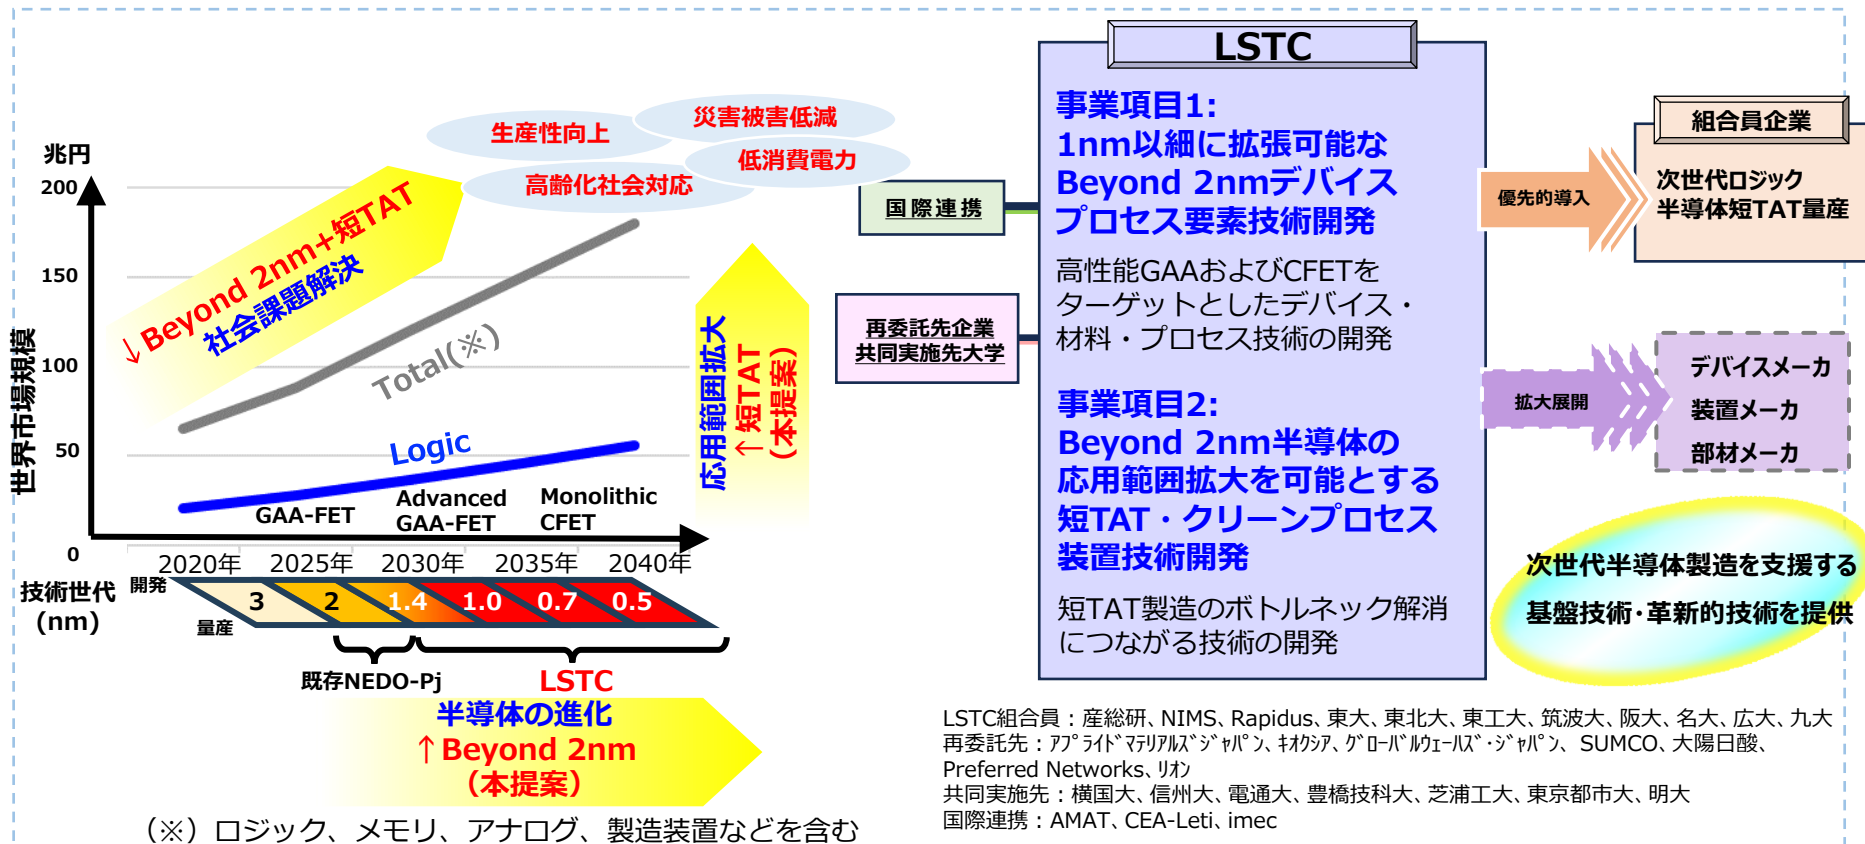 兆円
200
150
100
50
0
世界市場規模
↓Beyond 2nm+短TAT
社会課題解決
生産性向上
災害被害低減
高齢化社会対応
低消費電力
Total(※)
Logic
GAA-FET
Advanced
GAA-FET
Monolithic
CFET
2020年
2025年
2030年
2035年
2040年
応用範囲拡大
↑短TAT
(本提案)
技術世代
(nm)
開発
量産
3
2
1.4
1.0
0.7
0.5
既存NEDO-Pj
LSTC
半導体の進化
↑Beyond 2nm
(本提案)
(※)ロジック、メモリ、アナログ、製造装置などを含む
国際連携
再委託先企業
共同実施先大学
LSTC
事業項目1:
1nm以細に拡張可能な
Beyond 2nmデバイス
プロセス要素技術開発
高性能GAAおよびCFETを
ターゲットとしたデバイス・
材料・プロセス技術の開発
事業項目2:
Beyond 2nm半導体の
応用範囲拡大を可能とする
短TAT・クリーンプロセス
装置技術開発
短TAT製造のボトルネック解消
につながる技術の開発
優先的導入
組合員企業
次世代ロジック
半導体短TAT量産
拡大展開
デバイスメーカ
装置メーカ
部材メーカ
次世代半導体製造を支援する
基盤技術・革新的技術を提供
LSTC組合員：産総研、NIMS、Rapidus、東大、東北大、東工大、筑波大、阪大、名大、広大、九大
再委託先：ｱﾌﾟﾗｲﾄﾞﾏﾃﾘｱﾙｽﾞｼﾞｬﾊﾟﾝ、ｷｵｸｼｱ、ｸﾞﾛｰﾊﾞﾙｳｪｰﾊｽﾞ･ｼﾞｬﾊﾟﾝ、SUMCO、大陽日酸、
Preferred Networks、ﾘｵﾝ
共同実施先：横国大、信州大、電通大、豊橋技科大、芝浦工大、東京都市大、明大
国際連携：AMAT、CEA-Leti、imec